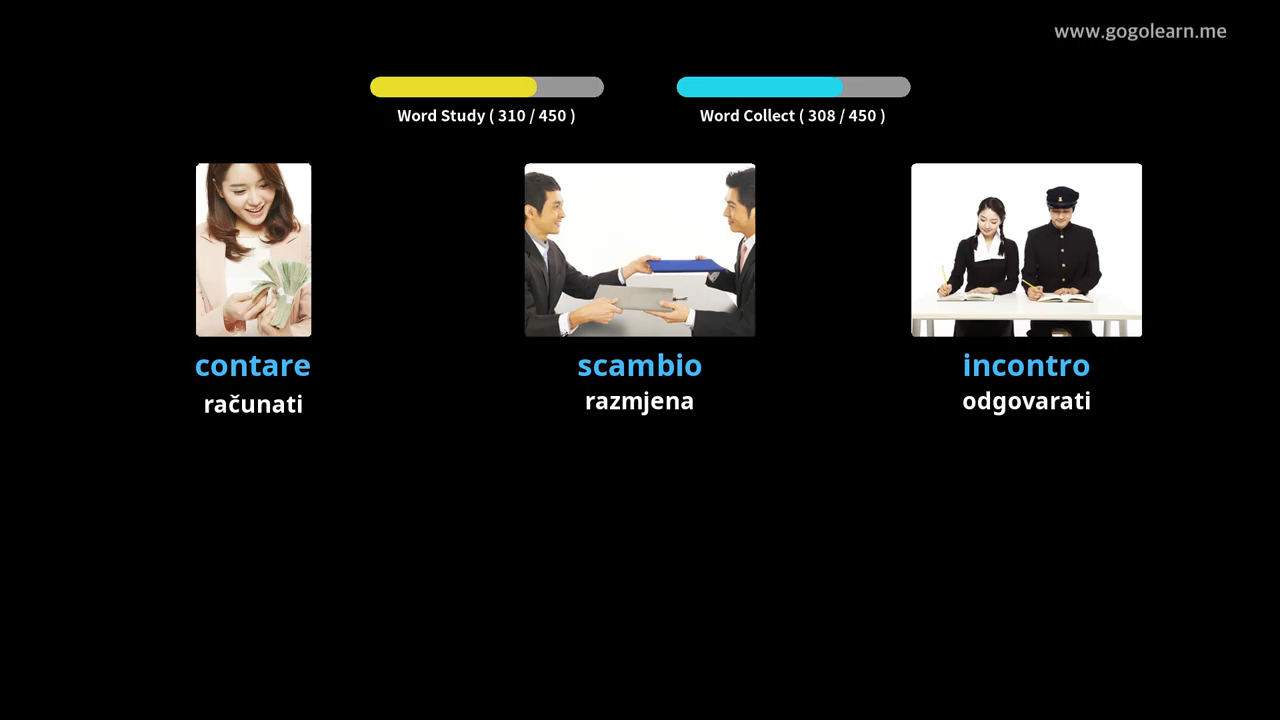 www.gogolearn.me
Word Study ( 310 / 450 )
Word Collect ( 308 / 450 )
contare
računati
scambio
razmjena
incontro
odgovarati